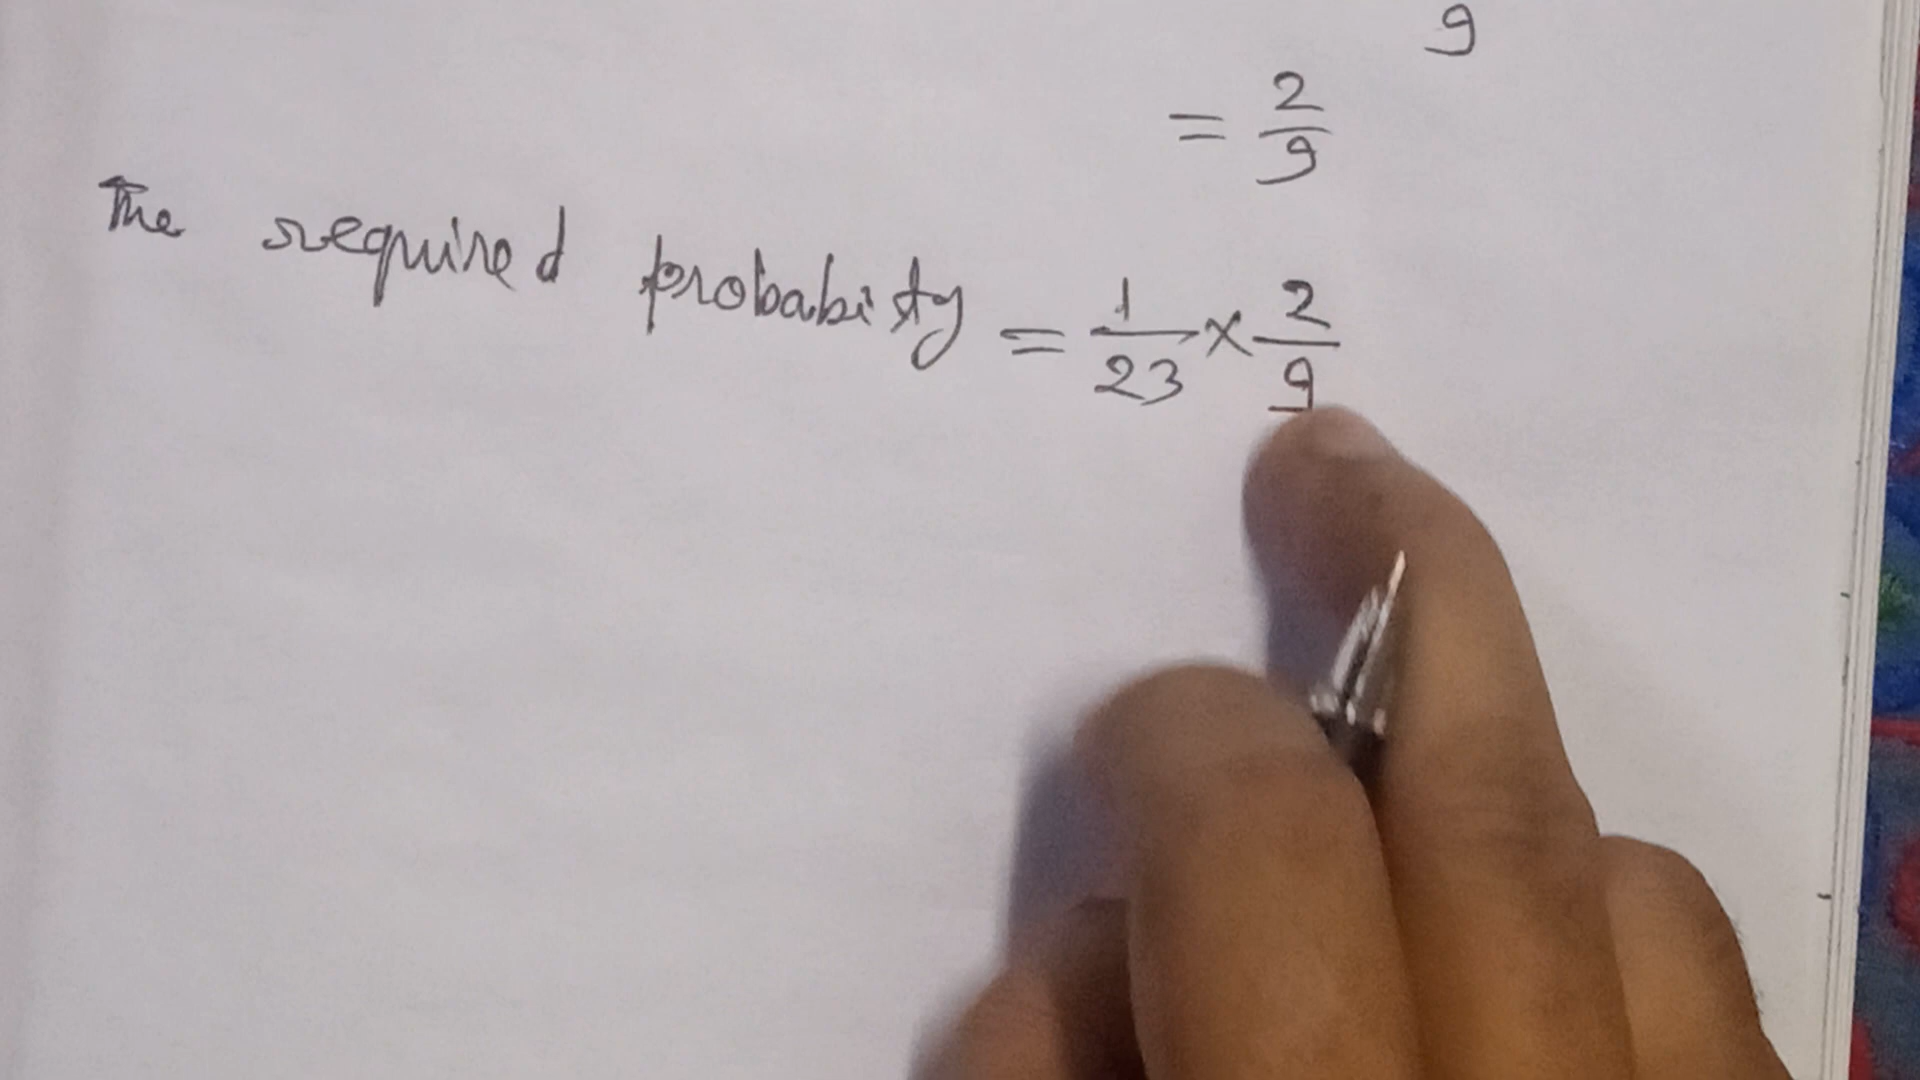 9
= 2/9
The required probabity = 1/23 × 2/9